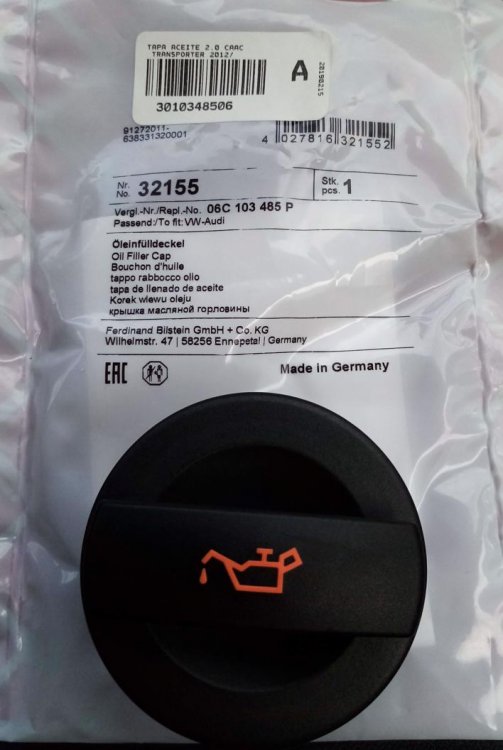 TAPA ACEITE 2.0 CAAC
TRANSPORTER 2012/
A
20190215
3010348506
91272011-
638331320001
4 027816 321552
Nr. No. 32155
Stk. pcs. 1
Vergl.-Nr./Repl.-No. 06C 103 485 P
Passend:/To fit: VW-Audi
Öleinfülldeckel
Oil Filler Cap
Bouchon d'huile
tappo rabbocco olio
tapa de llenado de aceite
Korek wlewu oleju
крышка масляной горловины
Ferdinand Bilstein GmbH + Co. KG
Wilhelmstr. 47 | 58256 Ennepetal | Germany
EAC
Made in Germany